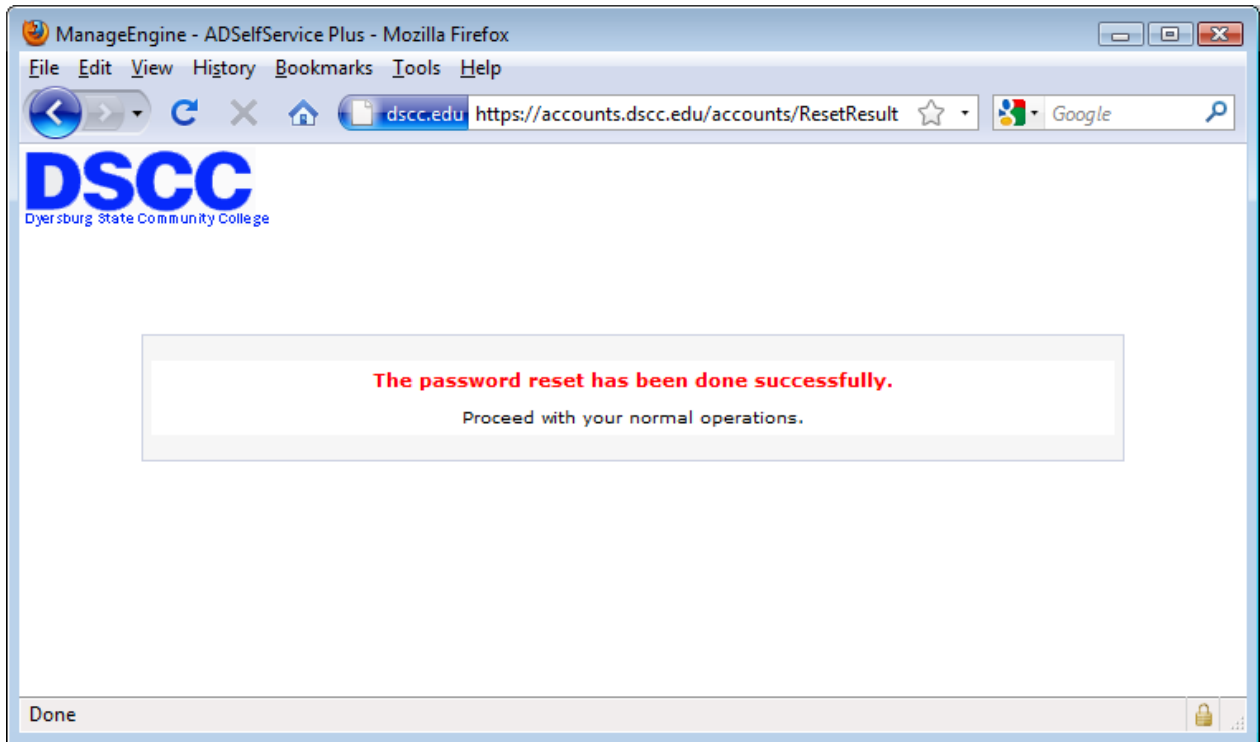 ManageEngine - ADSelfService Plus - Mozilla Firefox
File Edit View History Bookmarks Tools Help
dscc.edu https://accounts.dscc.edu/accounts/ResetResult Google
DSCC
Dyersburg State Community College
The password reset has been done successfully.
Proceed with your normal operations.
Done